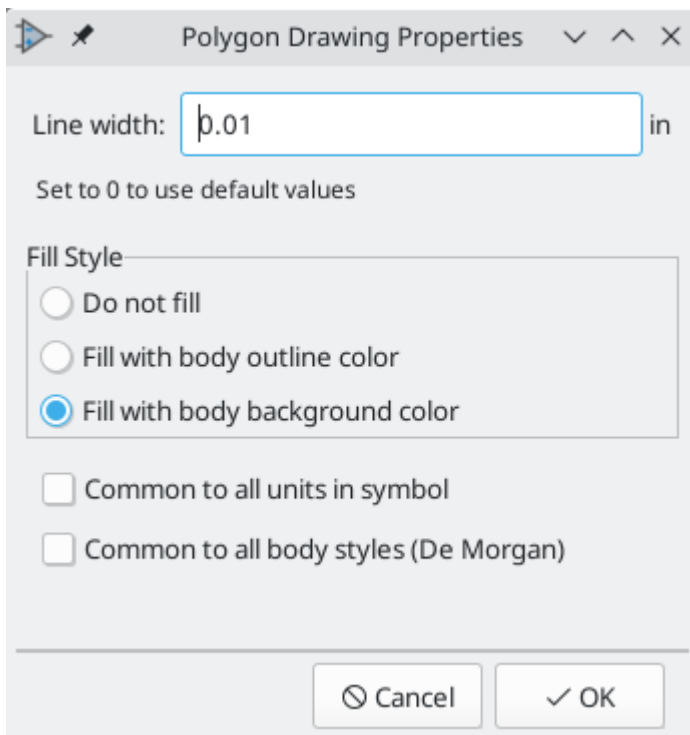 Polygon Drawing Properties
Line width: 0.01 in
Set to 0 to use default values
Fill Style
Do not fill
Fill with body outline color
Fill with body background color
Common to all units in symbol
Common to all body styles (De Morgan)
Cancel OK